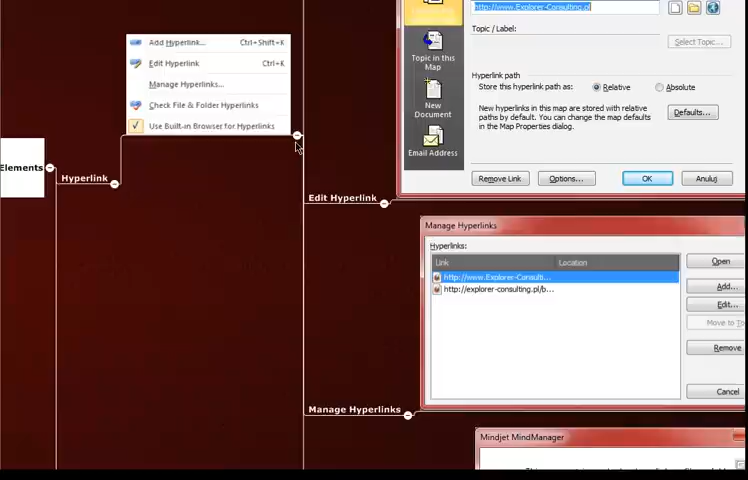 http://www.Explorer-Consulting.pl
Topic / Label:
Select Topic...
Topic in this
Map
Hyperlink path
Store this hyperlink path as:
Relative
Absolute
New
Document
New hyperlinks in this map are stored with relative
paths by default. You can change the map defaults
in the Map Properties dialog.
Defaults...
Email Address
Remove Link
Options...
OK
Anuluj
Add Hyperlink...
Ctrl+Shift+K
Edit Hyperlink
Ctrl+K
Manage Hyperlinks...
Check File & Folder Hyperlinks
Use Built-in Browser for Hyperlinks
Elements
Hyperlink
Edit Hyperlink
Manage Hyperlinks
Hyperlinks:
Link
Location
Open
http://www.Explorer-Consulti...
http://explorer-consulting.pl/b...
Add...
Edit...
Move to To
Remove
Cancel
Manage Hyperlinks
Mindjet MindManager